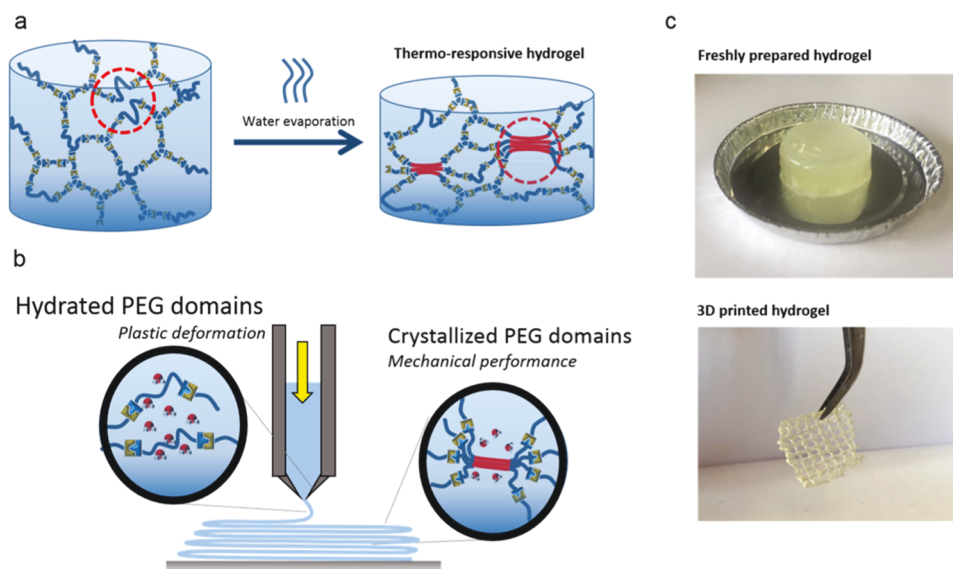 a
Thermo-responsive hydrogel
Water evaporation
b
Hydrated PEG domains
Plastic deformation
Crystallized PEG domains
Mechanical performance
c
Freshly prepared hydrogel
3D printed hydrogel